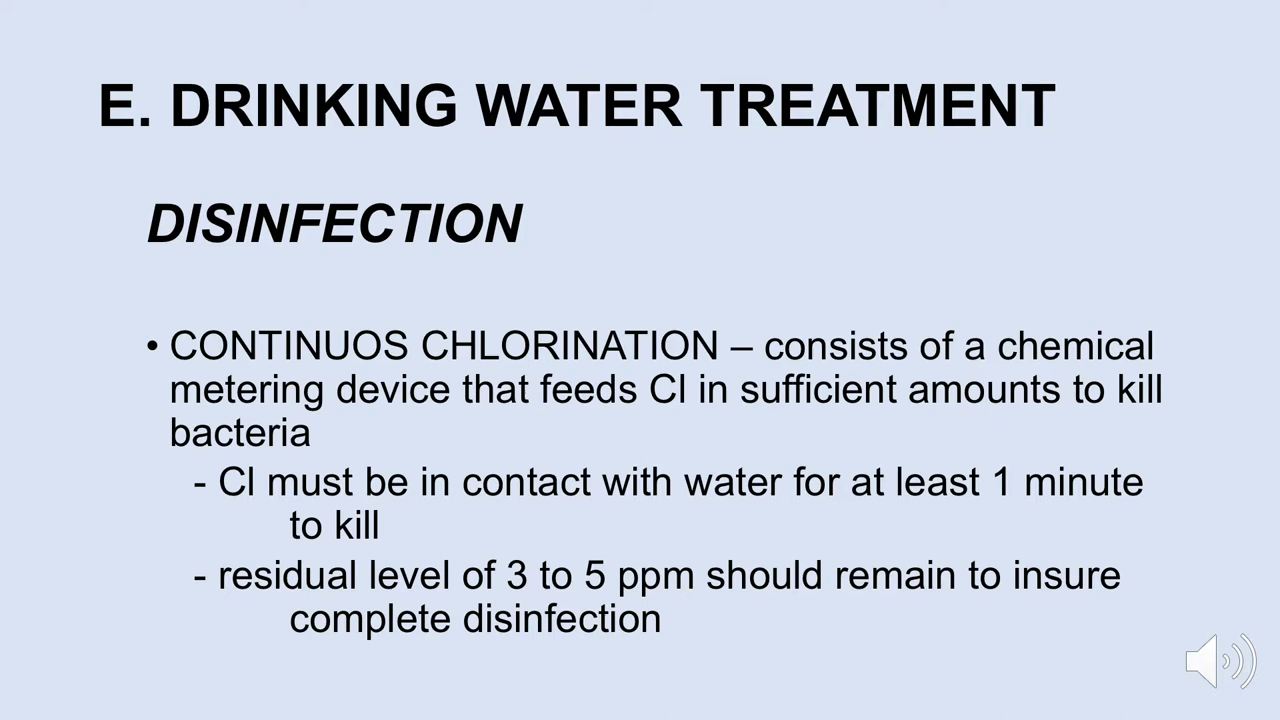 E. DRINKING WATER TREATMENT
DISINFECTION
• CONTINUOS CHLORINATION – consists of a chemical
metering device that feeds Cl in sufficient amounts to kill
bacteria
- Cl must be in contact with water for at least 1 minute
to kill
- residual level of 3 to 5 ppm should remain to insure
complete disinfection